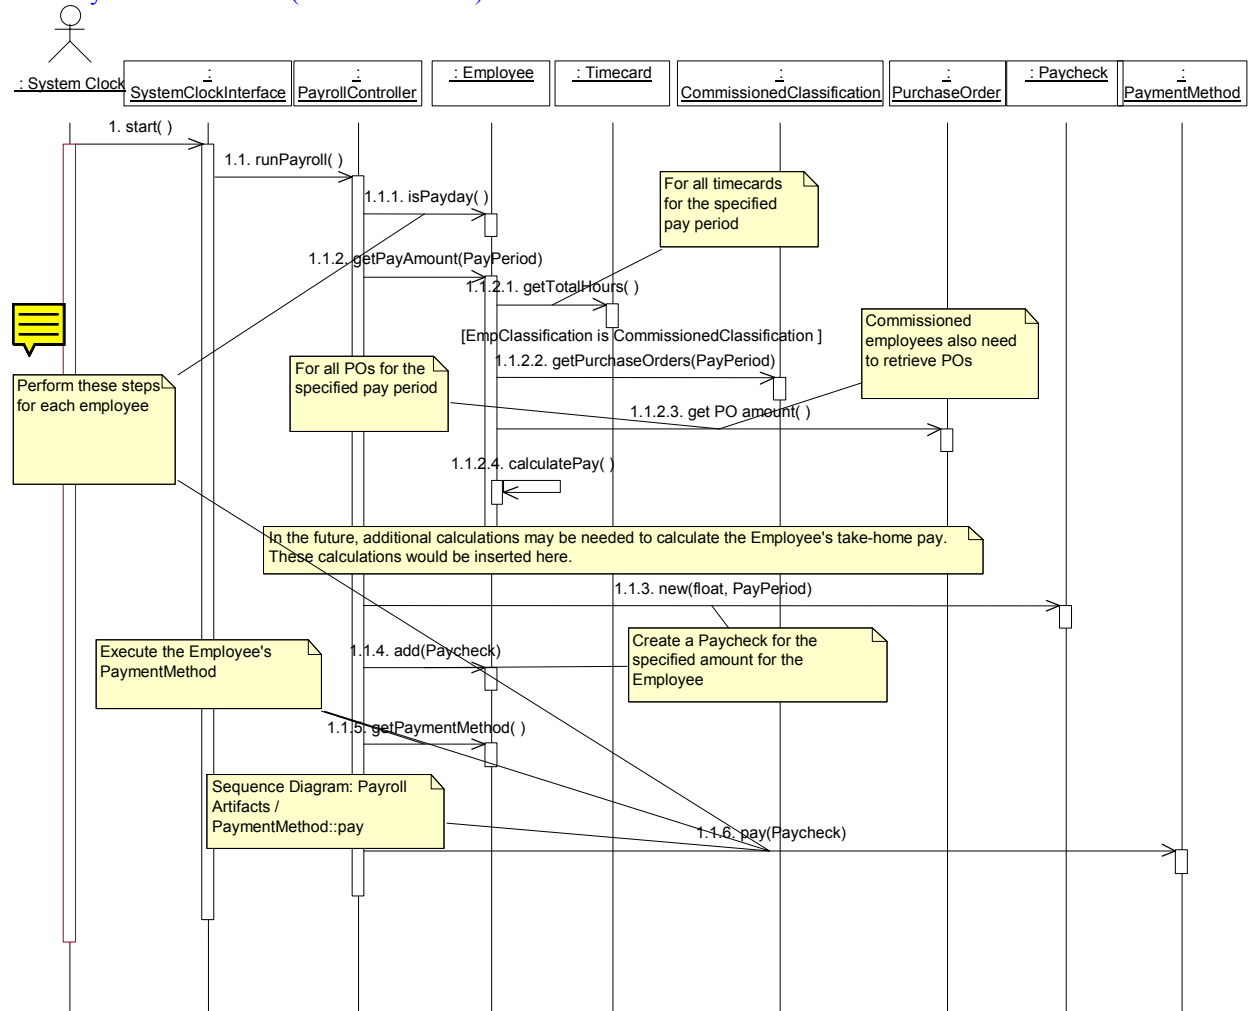 : System Clock
:
SystemClockInterface
:
PayrollController
: Employee
: Timecard
:
CommissionedClassification
:
PurchaseOrder
: Paycheck
:
PaymentMethod
1. start( )
1.1. runPayroll( )
1.1.1. isPayday( )
For all timecards
for the specified
pay period
1.1.2. getPayAmount(PayPeriod)
1.1.2.1. getTotalHours( )
[EmpClassification is CommissionedClassification ]
Commissioned
employees also need
to retrieve POs
1.1.2.2. getPurchaseOrders(PayPeriod)
For all POs for the
specified pay period
Perform these steps
for each employee
1.1.2.3. get PO amount( )
1.1.2.4. calculatePay( )
In the future, additional calculations may be needed to calculate the Employee's take-home pay.
These calculations would be inserted here.
1.1.3. new(float, PayPeriod)
Execute the Employee's
PaymentMethod
1.1.4. add(Paycheck)
Create a Paycheck for the
specified amount for the
Employee
1.1.5. getPaymentMethod( )
Sequence Diagram: Payroll
Artifacts /
PaymentMethod::pay
1.1.6. pay(Paycheck)